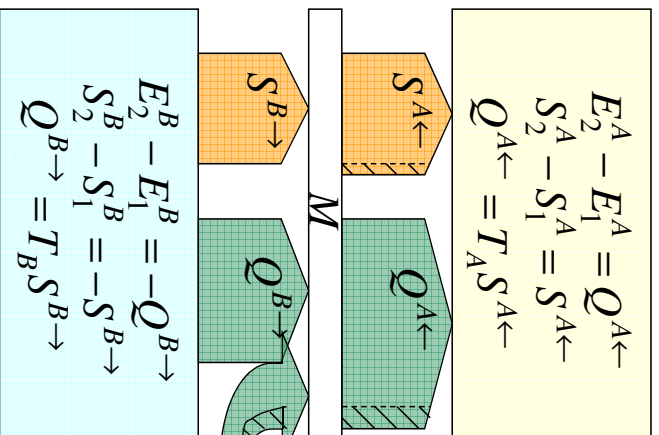 E₂ᴬ − E₁ᴬ = Qᴬ←
S₂ᴬ − S₁ᴬ = Sᴬ←
Qᴬ← = T_A Sᴬ←
Sᴬ←
Qᴬ←
M
Sᴮ→
Qᴮ→
E₂ᴮ − E₁ᴮ = −Qᴮ→
S₂ᴮ − S₁ᴮ = −Sᴮ→
Qᴮ→ = T_B Sᴮ→